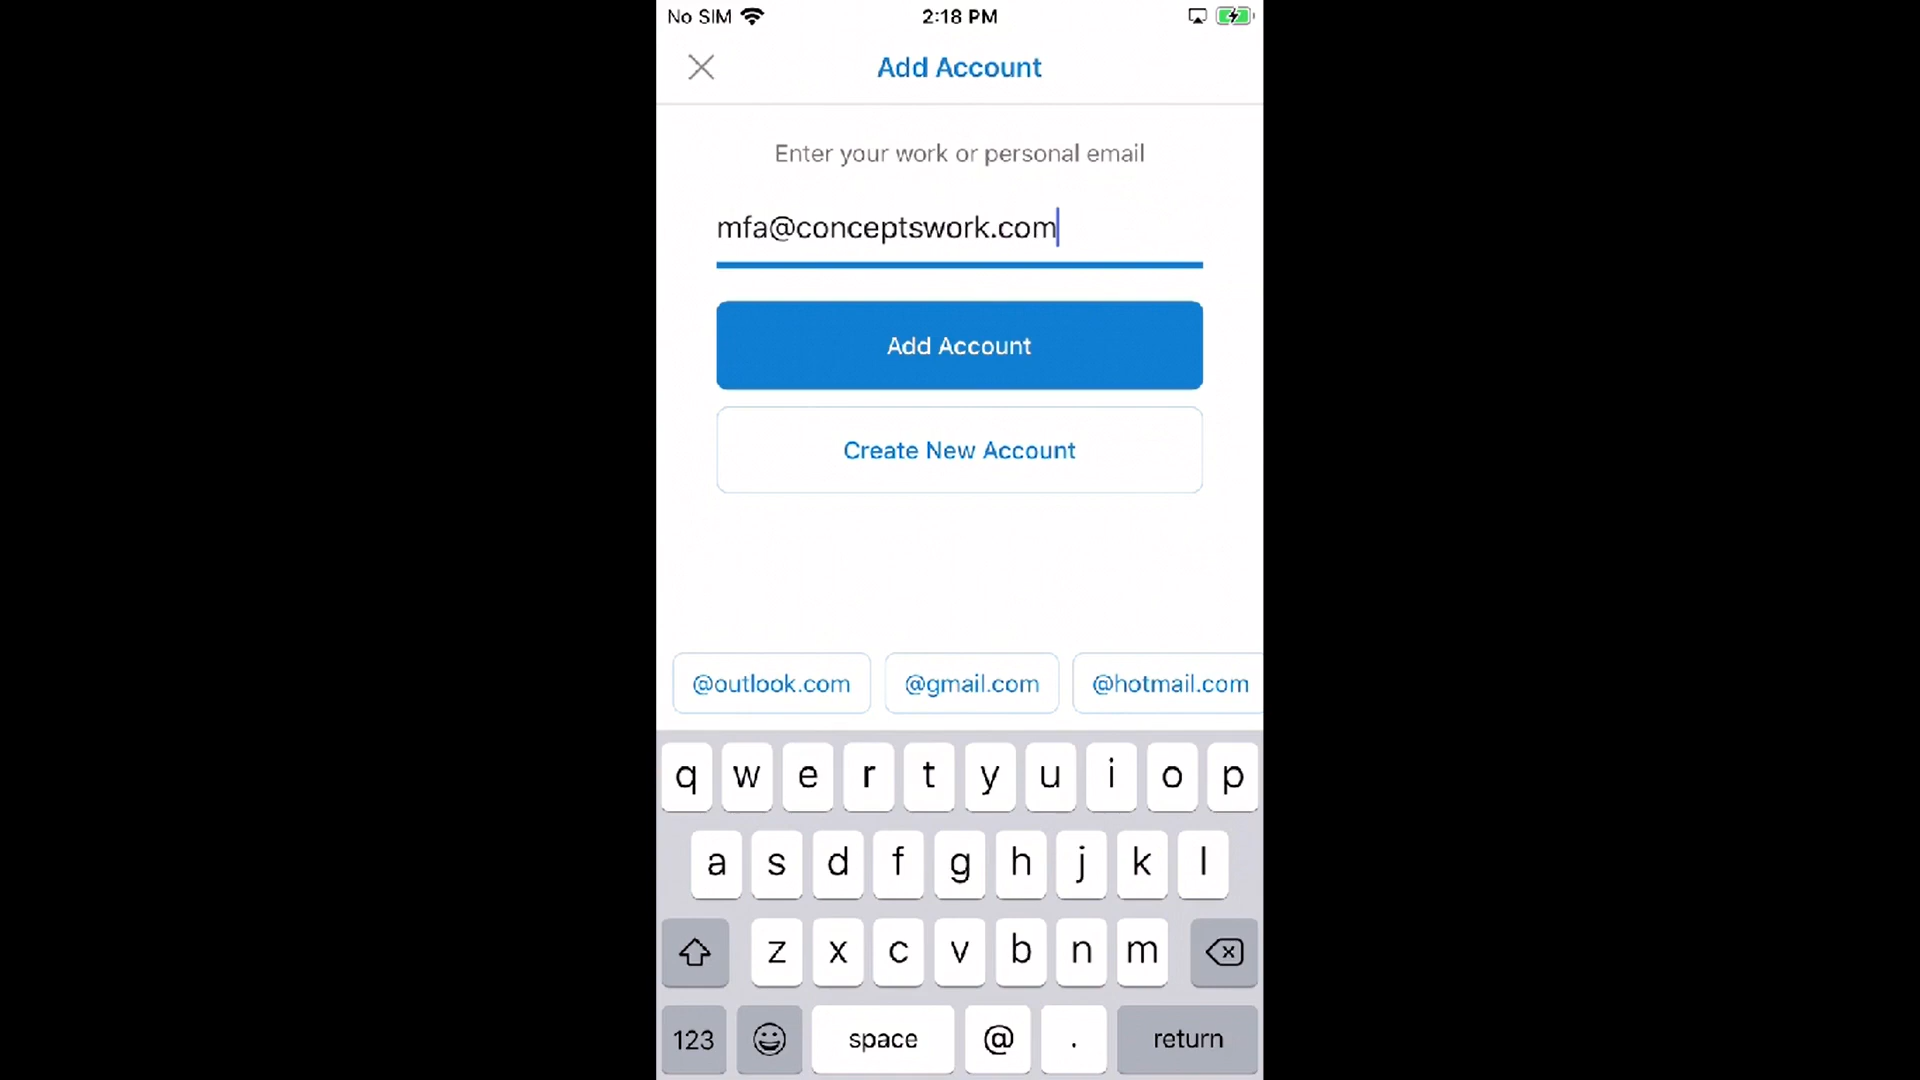 No SIM 2:18 PM
Add Account
Enter your work or personal email
mfa@conceptswork.com
Add Account
Create New Account
@outlook.com @gmail.com @hotmail.com
q w e r t y u i o p
a s d f g h j k l
z x c v b n m
123 space @ . return